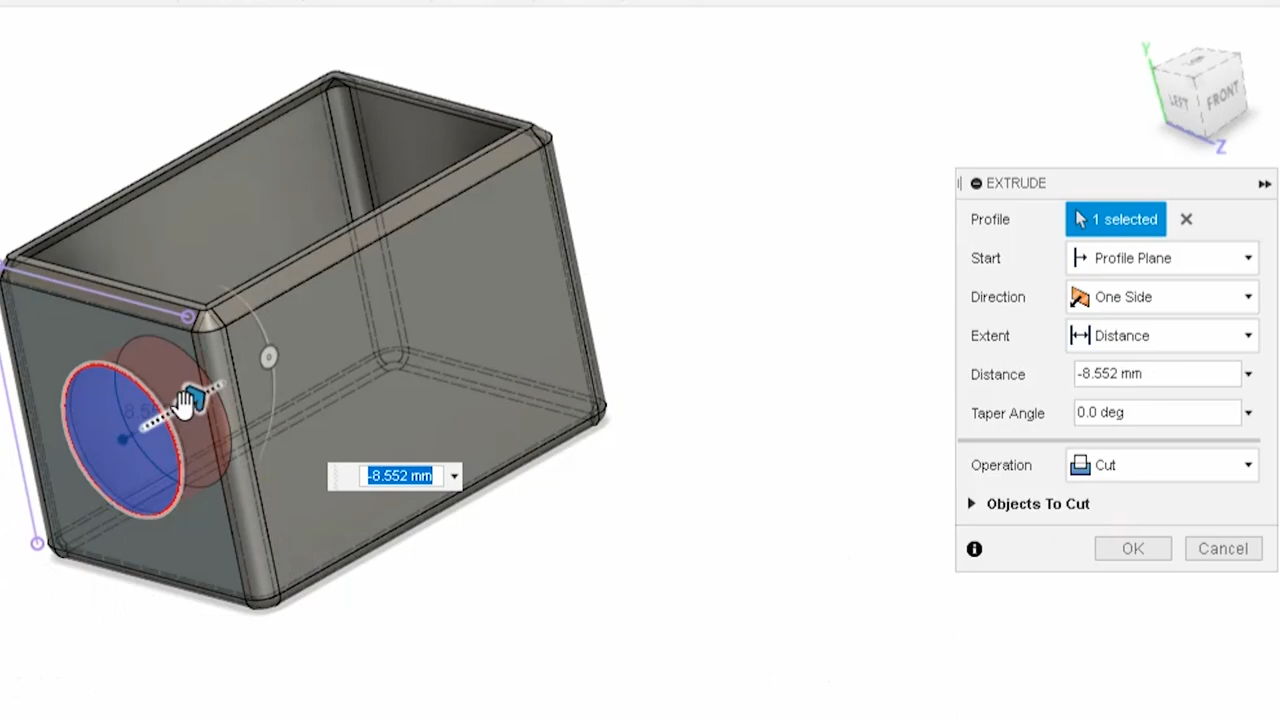 Y
LEFT
FRONT
Z
EXTRUDE
Profile
1 selected
Start
Profile Plane
Direction
One Side
Extent
Distance
Distance
-8.552 mm
Taper Angle
0.0 deg
Operation
Cut
Objects To Cut
OK
Cancel
-8.552 mm